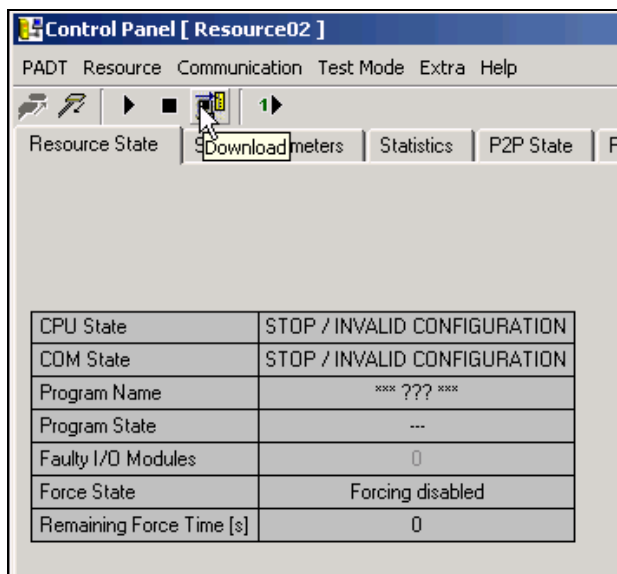 Control Panel [ Resource02 ]
PADT Resource Communication Test Mode Extra Help
1
Resource State Statistics P2P State
Download
CPU State STOP / INVALID CONFIGURATION
COM State STOP / INVALID CONFIGURATION
Program Name *** ??? ***
Program State ---
Faulty I/O Modules 0
Force State Forcing disabled
Remaining Force Time [s] 0